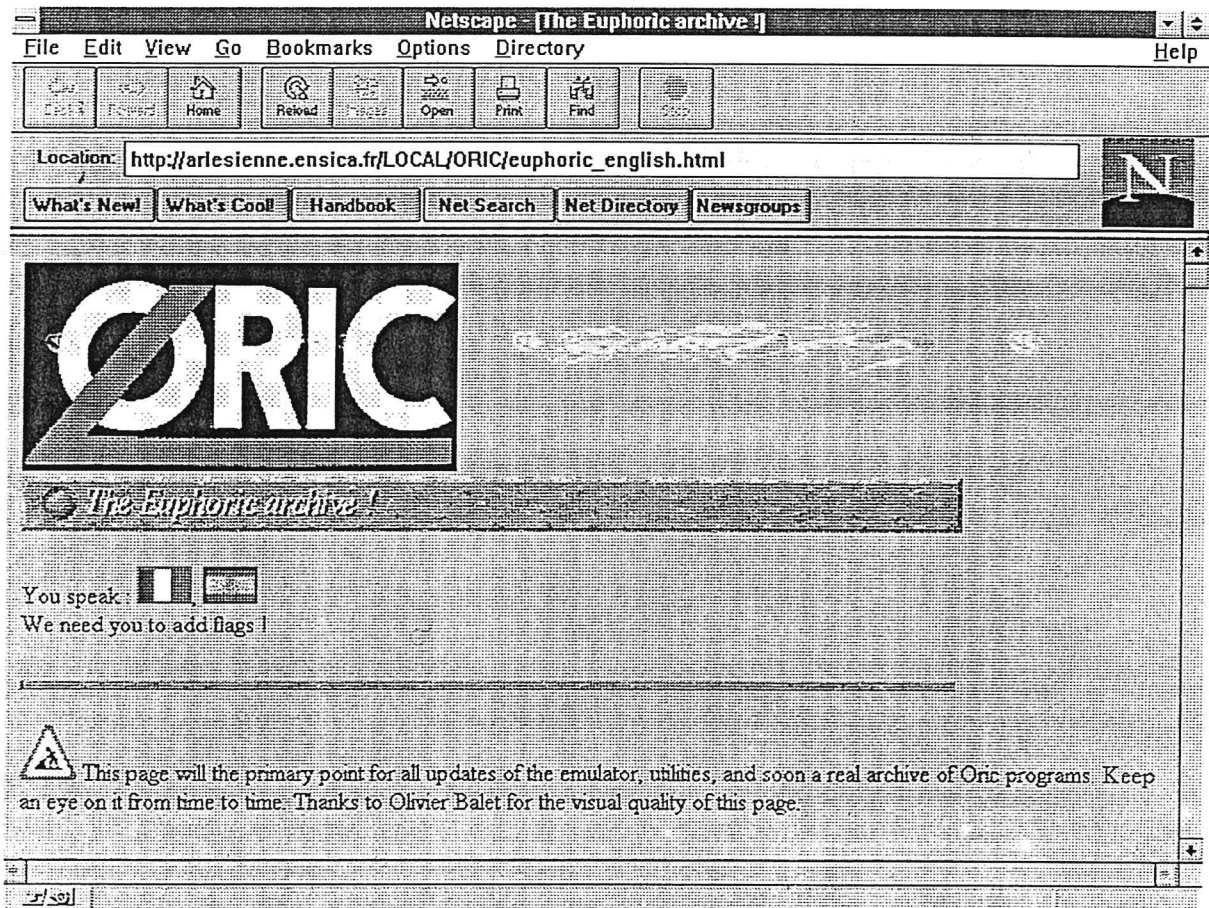 Netscape - [The Euphoric archive !]
File Edit View Go Bookmarks Options Directory Help
Back Forward Home Reload Images Open Print Find Stop
Location: http://arlesienne.ensica.fr/LOCAL/ORIC/euphoric_english.html
N
What's New! What's Cool! Handbook Net Search Net Directory Newsgroups
ORIC
The Euphoric archive !
You speak : ,
We need you to add flags !
This page will the primary point for all updates of the emulator, utilities, and soon a real archive of Oric programs. Keep
an eye on it from time to time. Thanks to Olivier Balet for the visual quality of this page.